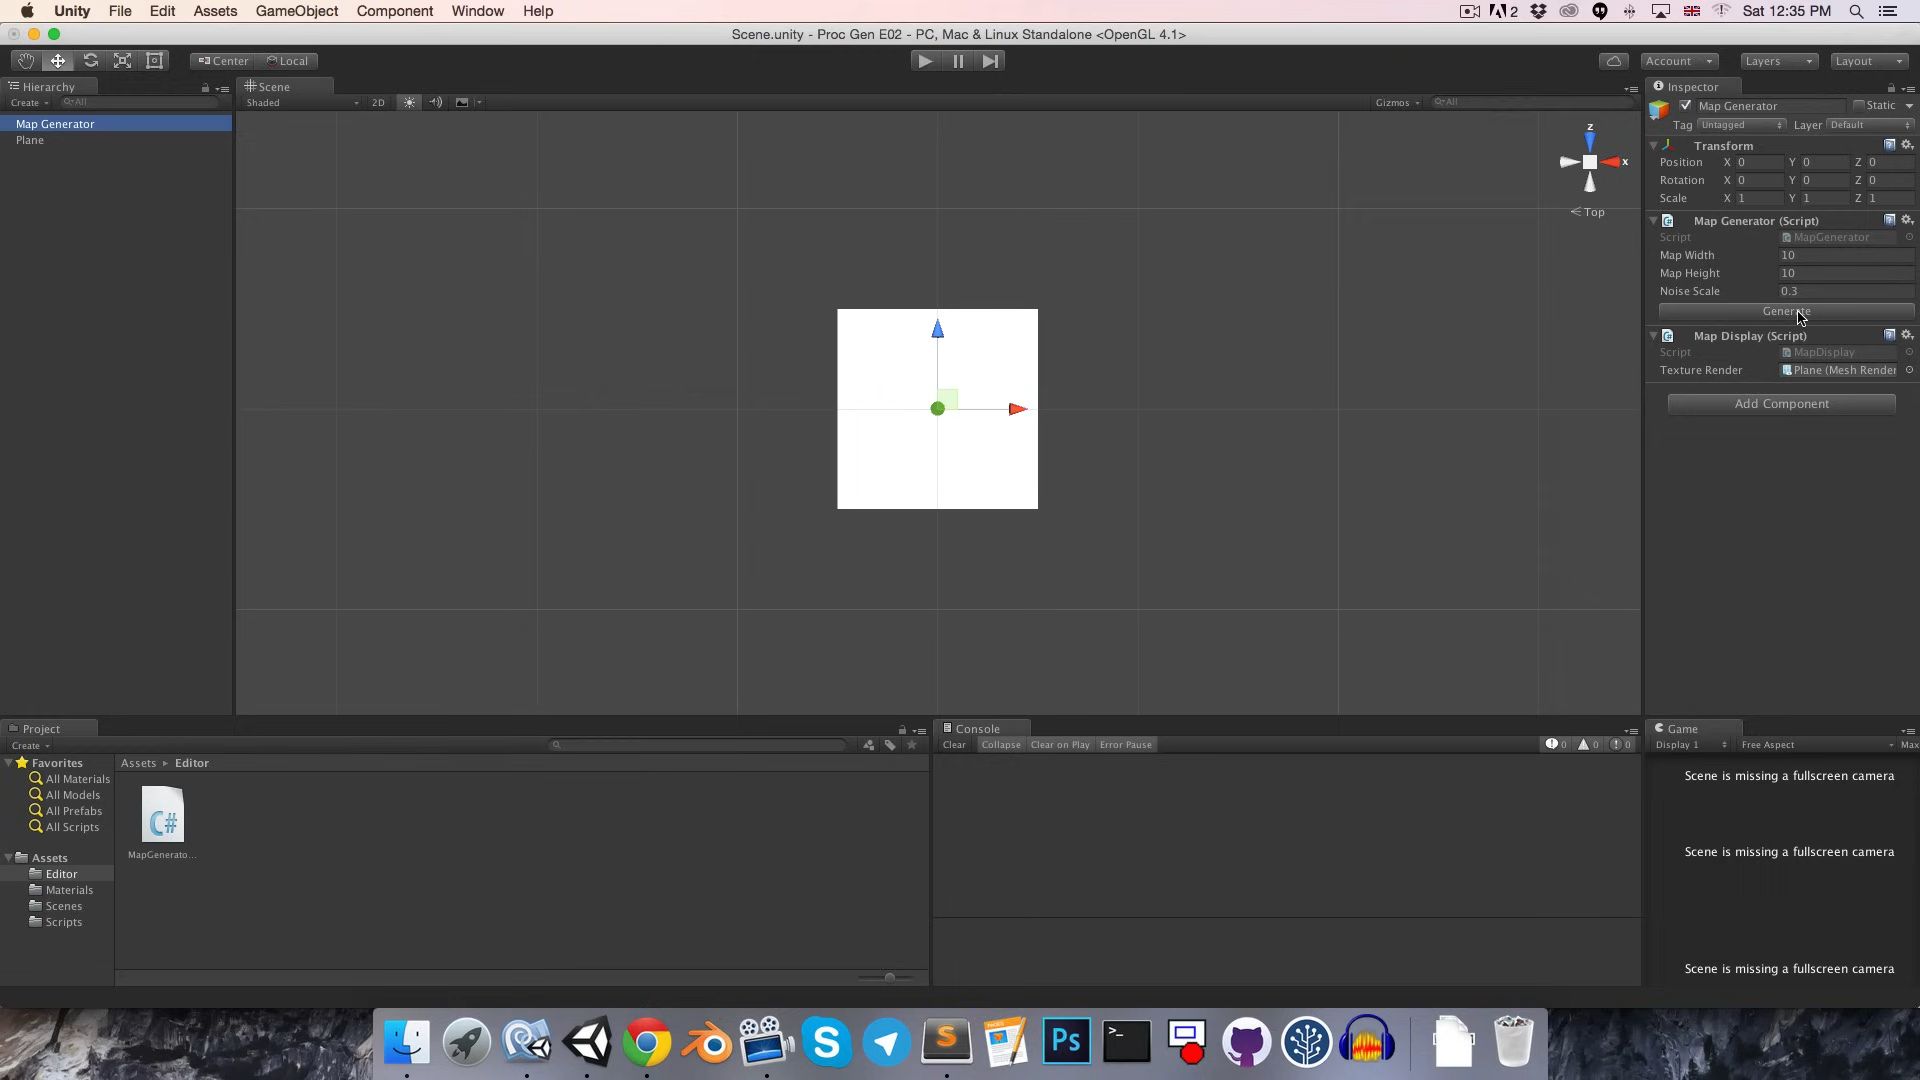 Unity File Edit Assets GameObject Component Window Help
2 Sat 12:35 PM
Scene.unity - Proc Gen E02 - PC, Mac & Linux Standalone <OpenGL 4.1>
Center Local
Account Layers Layout
Hierarchy
Create All
Map Generator
Plane
Scene
Shaded 2D Gizmos All
z
x
Top
Inspector
Map Generator Static
Tag Untagged Layer Default
Transform
Position X 0 Y 0 Z 0
Rotation X 0 Y 0 Z 0
Scale X 1 Y 1 Z 1
Map Generator (Script)
Script MapGenerator
Map Width 10
Map Height 10
Noise Scale 0.3
Generate
Map Display (Script)
Script MapDisplay
Texture Render Plane (Mesh Render
Add Component
Project
Create
Favorites
All Materials
All Models
All Prefabs
All Scripts
Assets
Editor
Materials
Scenes
Scripts
Assets Editor
C#
MapGenerato...
Console
Clear Collapse Clear on Play Error Pause
0 0 0
Game
Display 1 Free Aspect Max
Scene is missing a fullscreen camera
Scene is missing a fullscreen camera
Scene is missing a fullscreen camera
S S Ps >_